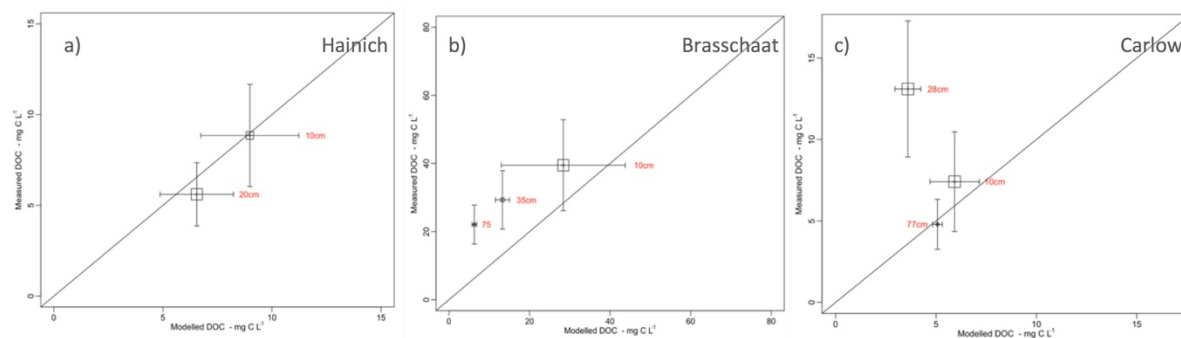 a)
Hainich
15
10
5
0
Measured DOC - mg C L⁻¹
10cm
20cm
0
5
10
15
Modelled DOC - mg C L⁻¹
b)
Brasschaat
80
60
40
20
0
Measured DOC - mg C L⁻¹
10cm
35cm
75
0
20
40
60
80
Modelled DOC - mg C L⁻¹
c)
Carlow
15
10
5
0
Measured DOC - mg C L⁻¹
28cm
10cm
77cm
0
5
10
15
Modelled DOC - mg C L⁻¹